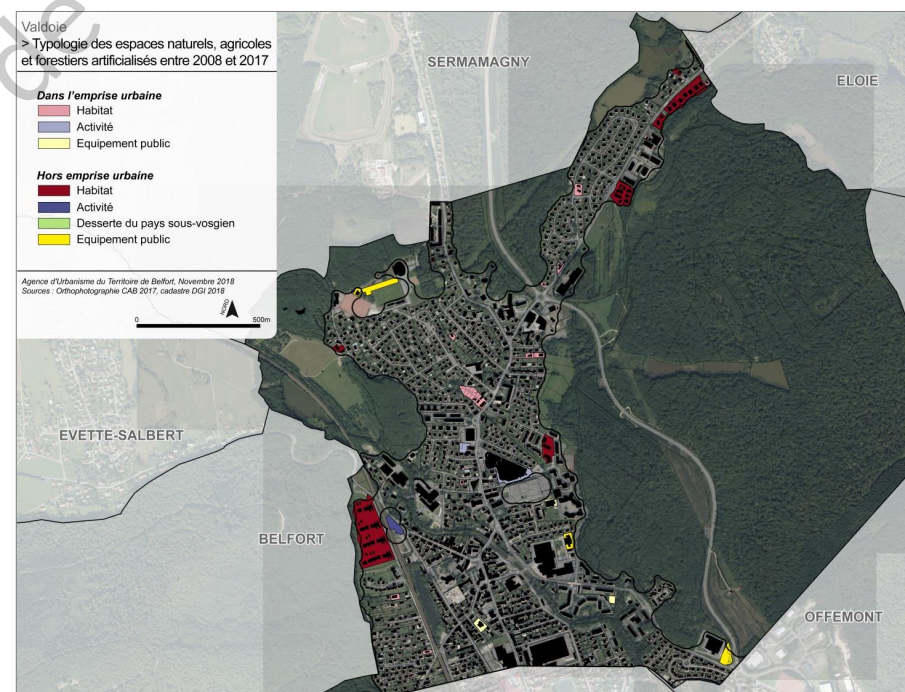 Valdoie
> Typologie des espaces naturels, agricoles
et forestiers artificialisés entre 2008 et 2017
Dans l'emprise urbaine
Habitat
Activité
Equipement public
Hors emprise urbaine
Habitat
Activité
Desserte du pays sous-vosgien
Equipement public
Agence d'Urbanisme du Territoire de Belfort, Novembre 2018
Sources : Orthophotographie CAB 2017, cadastre DGI 2018
NORD
0 500m
SERMAMAGNY
ELOIE
EVETTE-SALBERT
BELFORT
OFFEMONT
de